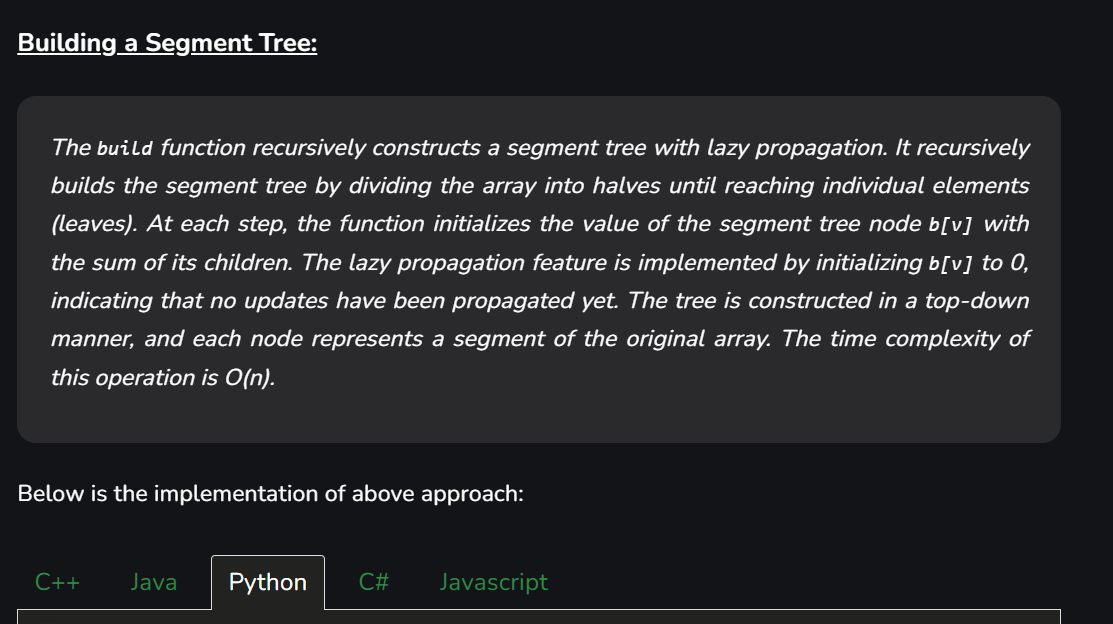 Building a Segment Tree:
The build function recursively constructs a segment tree with lazy propagation. It recursively
builds the segment tree by dividing the array into halves until reaching individual elements
(leaves). At each step, the function initializes the value of the segment tree node b[v] with
the sum of its children. The lazy propagation feature is implemented by initializing b[v] to 0,
indicating that no updates have been propagated yet. The tree is constructed in a top-down
manner, and each node represents a segment of the original array. The time complexity of
this operation is O(n).
Below is the implementation of above approach:
C++ Java Python C# Javascript